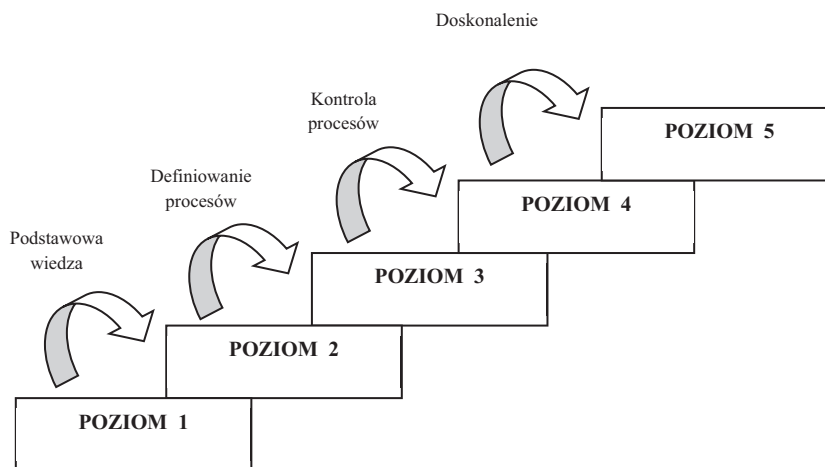 Doskonalenie
Kontrola
procesów
POZIOM 5
Definiowanie
procesów
POZIOM 4
Podstawowa
wiedza
POZIOM 3
POZIOM 2
POZIOM 1